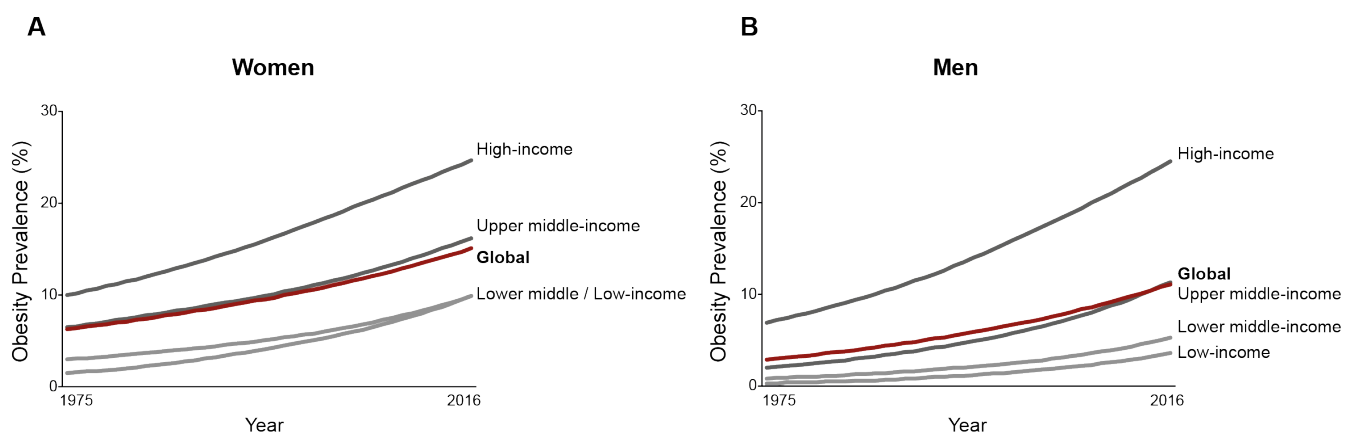 A
Women
Obesity Prevalence (%)
30
20
10
0
High-income
Upper middle-income
Global
Lower middle / Low-income
1975
2016
Year
B
Men
Obesity Prevalence (%)
30
20
10
0
High-income
Global
Upper middle-income
Lower middle-income
Low-income
1975
2016
Year